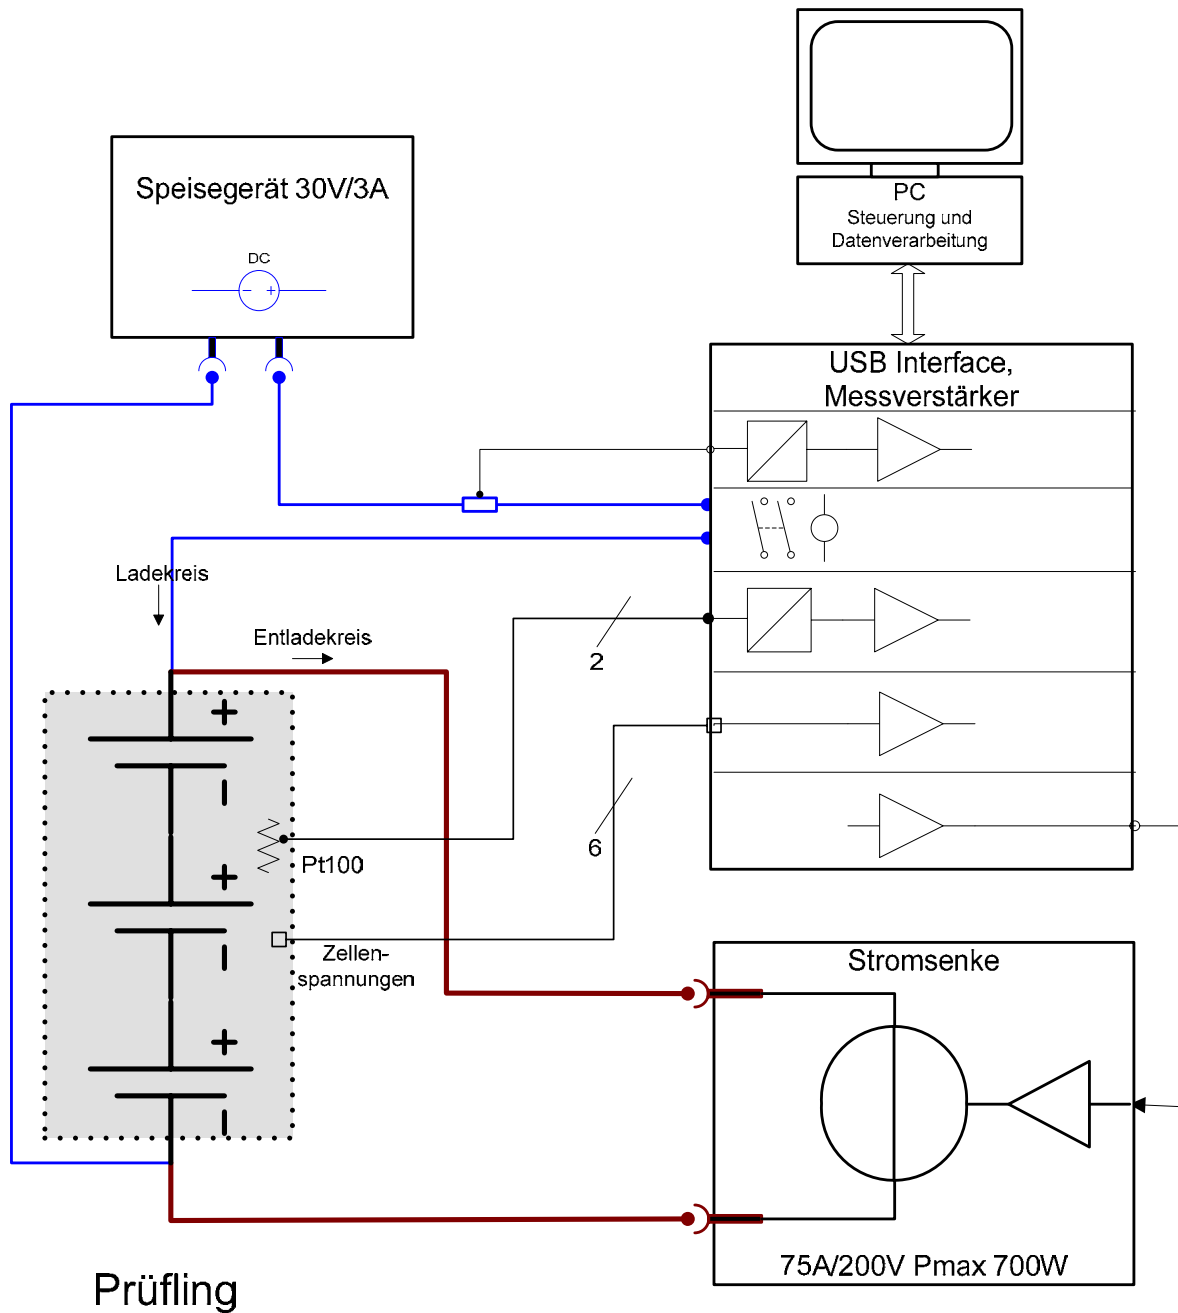 Speisegerät 30V/3A
DC
PC
Steuerung und
Datenverarbeitung
USB Interface,
Messverstärker
Ladekreis
Entladekreis
2
6
Pt100
Zellen-
spannungen
Stromsenke
75A/200V Pmax 700W
Prüfling